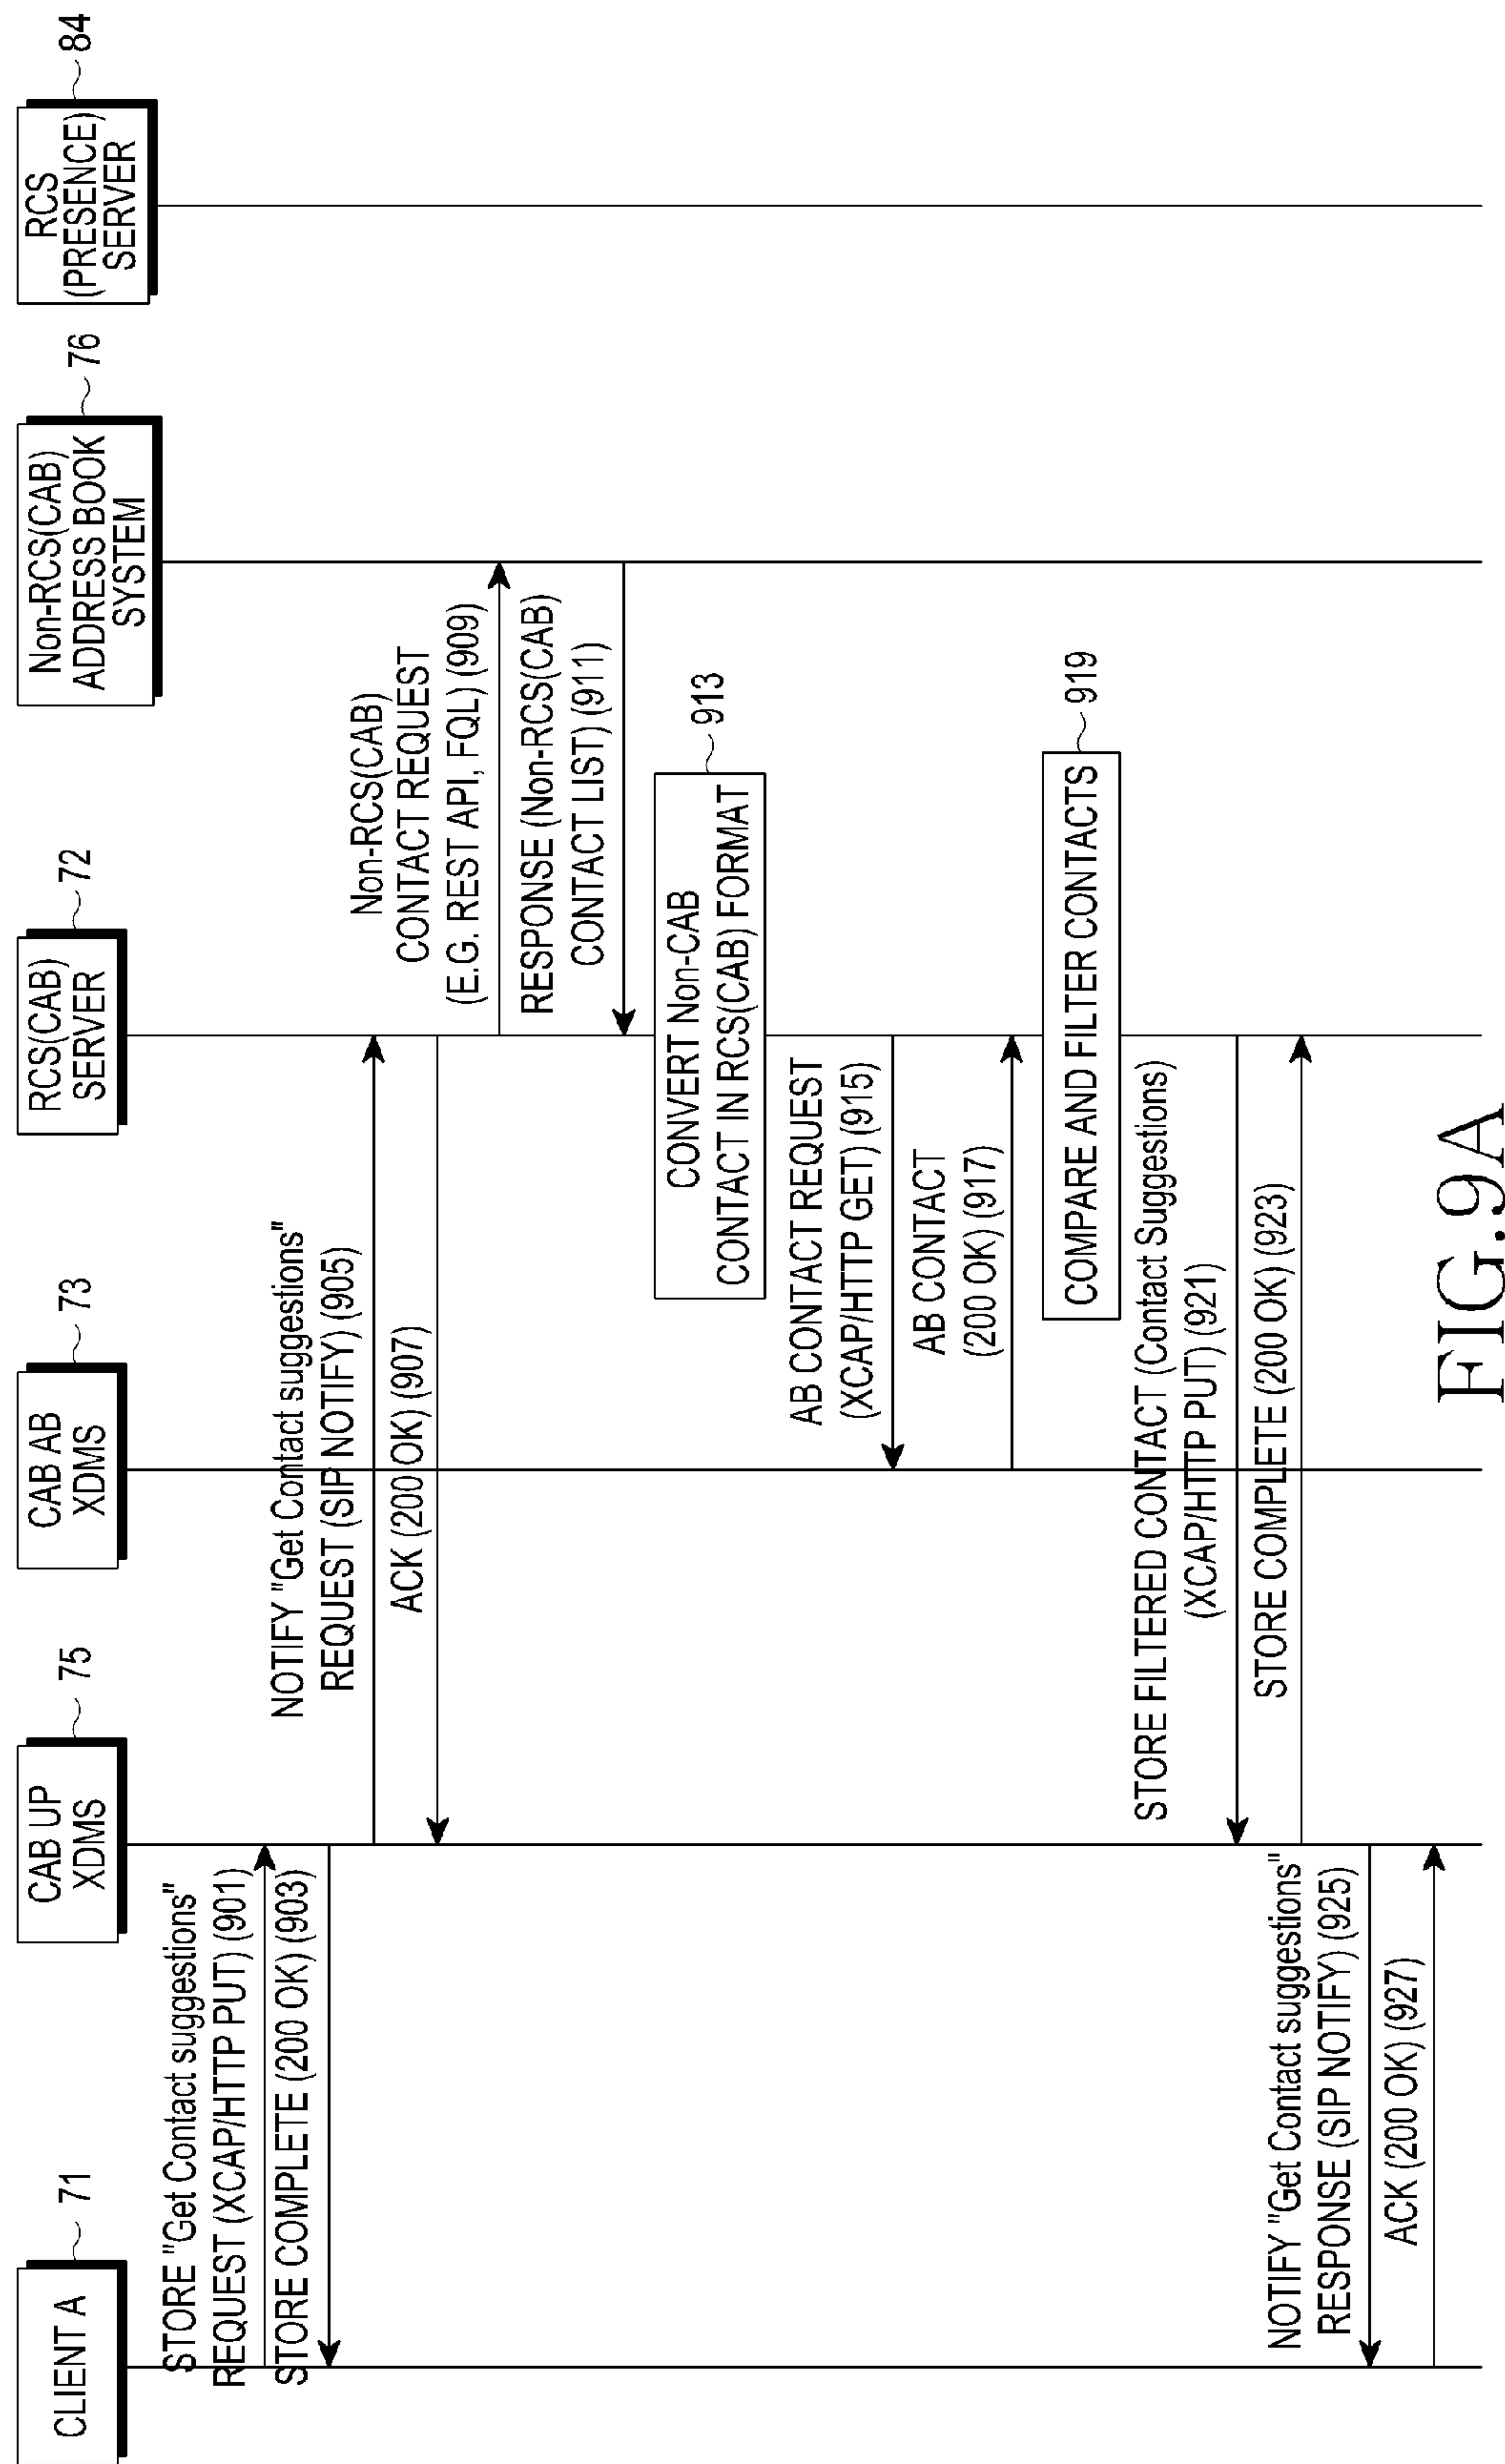 CLIENT A
71
CAB UP
XDMS
75
CAB AB
XDMS
73
RCS(CAB)
SERVER
72
Non-RCS(CAB)
ADDRESS BOOK
SYSTEM
76
RCS
(PRESENCE)
SERVER
84
STORE "Get Contact suggestions"
REQUEST (XCAP/HTTP PUT) (901)
STORE COMPLETE (200 OK) (903)
NOTIFY "Get Contact suggestions"
REQUEST (SIP NOTIFY) (905)
ACK (200 OK) (907)
Non-RCS(CAB)
CONTACT REQUEST
(E.G. REST API, FQL) (909)
RESPONSE (Non-RCS(CAB)
CONTACT LIST) (911)
CONVERT Non-CAB
CONTACT IN RCS(CAB) FORMAT
913
AB CONTACT REQUEST
(XCAP/HTTP GET) (915)
AB CONTACT
(200 OK) (917)
COMPARE AND FILTER CONTACTS
919
STORE FILTERED CONTACT (Contact Suggestions)
(XCAP/HTTP PUT) (921)
STORE COMPLETE (200 OK) (923)
NOTIFY "Get Contact suggestions"
RESPONSE (SIP NOTIFY) (925)
ACK (200 OK) (927)
FIG.9A